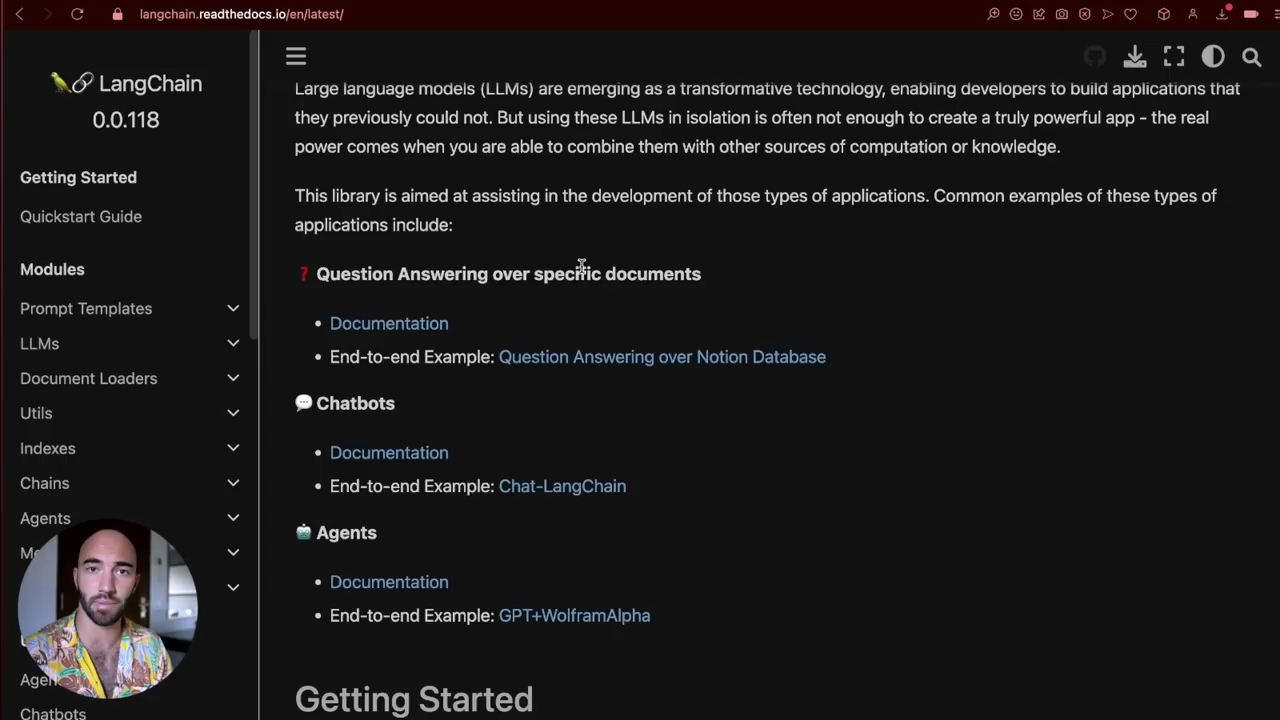 langchain.readthedocs.io/en/latest/
LangChain
0.0.118
Getting Started
Quickstart Guide
Modules
Prompt Templates
LLMs
Document Loaders
Utils
Indexes
Chains
Agents
Chatbots
Large language models (LLMs) are emerging as a transformative technology, enabling developers to build applications that
they previously could not. But using these LLMs in isolation is often not enough to create a truly powerful app - the real
power comes when you are able to combine them with other sources of computation or knowledge.
This library is aimed at assisting in the development of those types of applications. Common examples of these types of
applications include:
❓ Question Answering over specific documents
• Documentation
• End-to-end Example: Question Answering over Notion Database
💬 Chatbots
• Documentation
• End-to-end Example: Chat-LangChain
🤖 Agents
• Documentation
• End-to-end Example: GPT+WolframAlpha
Getting Started